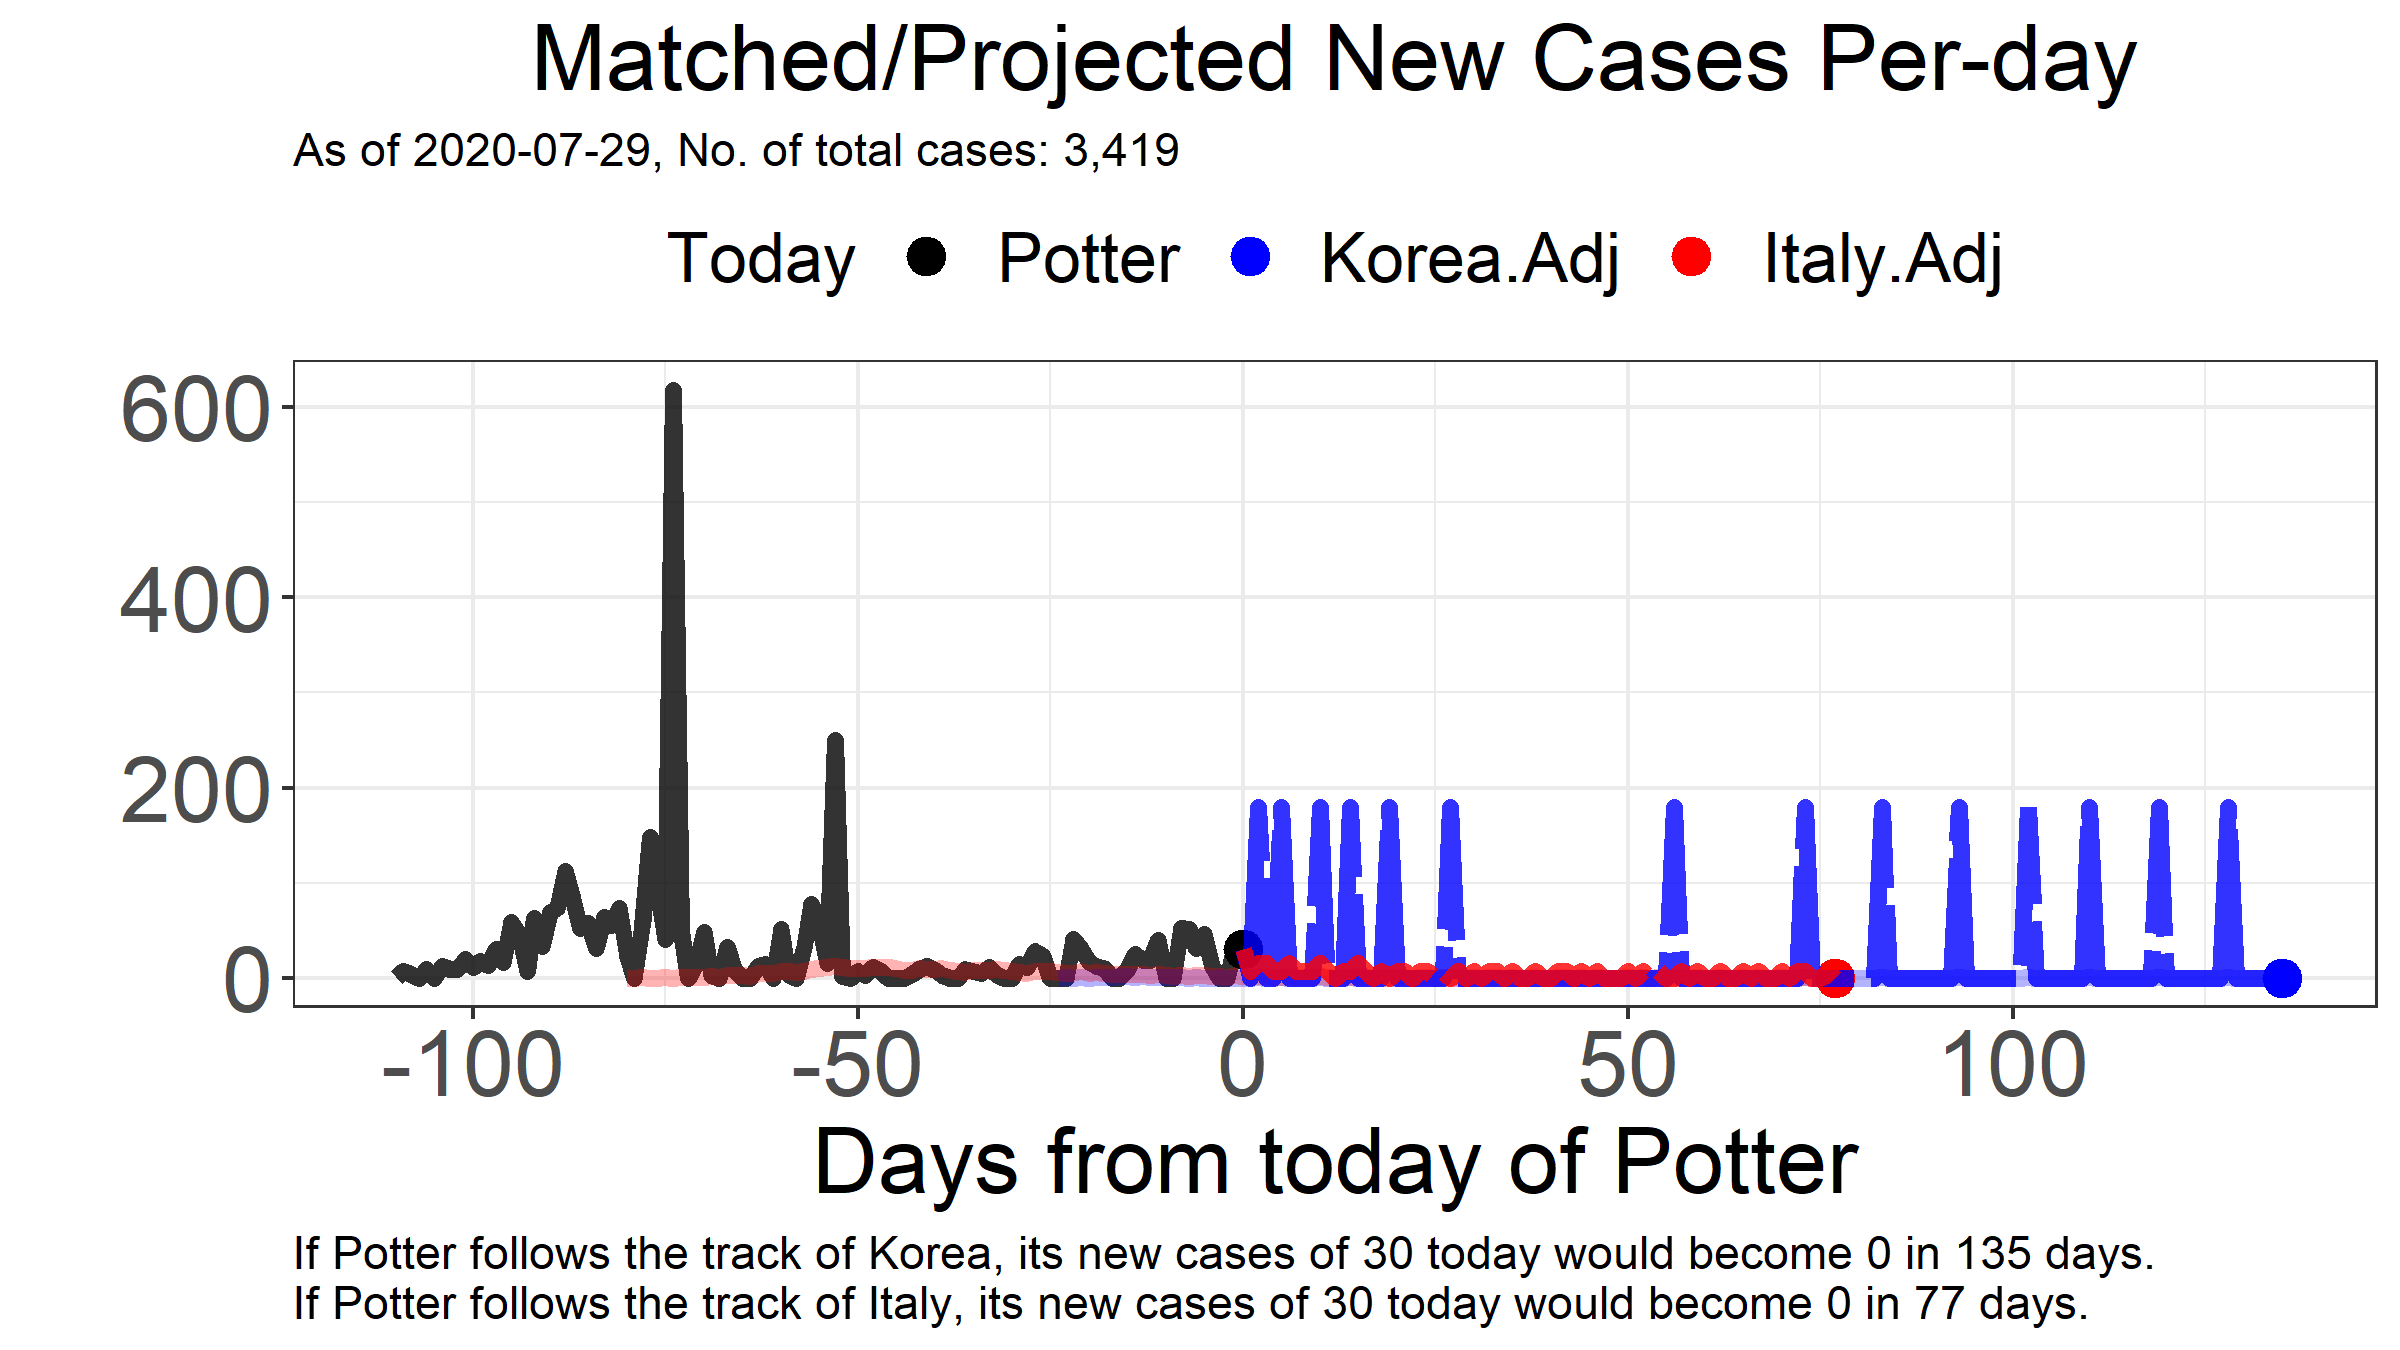 Matched/Projected New Cases Per-day
As of 2020-07-29, No. of total cases: 3,419
Today Potter Korea.Adj Italy.Adj
600
400
200
0
-100 -50 0 50 100
Days from today of Potter
If Potter follows the track of Korea, its new cases of 30 today would become 0 in 135 days.
If Potter follows the track of Italy, its new cases of 30 today would become 0 in 77 days.